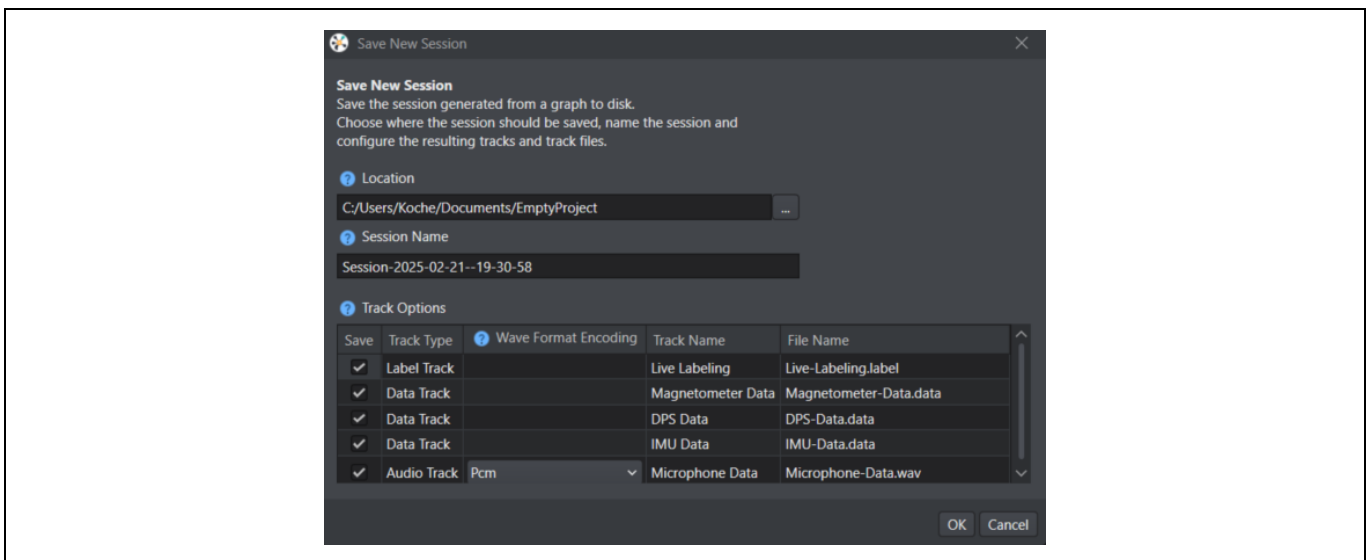 Save New Session
Save New Session
Save the session generated from a graph to disk.
Choose where the session should be saved, name the session and
configure the resulting tracks and track files.
Location
C:/Users/Koche/Documents/EmptyProject ...
Session Name
Session-2025-02-21--19-30-58
Track Options
Save Track Type Wave Format Encoding Track Name File Name
Label Track Live Labeling Live-Labeling.label
Data Track Magnetometer Data Magnetometer-Data.data
Data Track DPS Data DPS-Data.data
Data Track IMU Data IMU-Data.data
Audio Track Pcm Microphone Data Microphone-Data.wav
OK Cancel